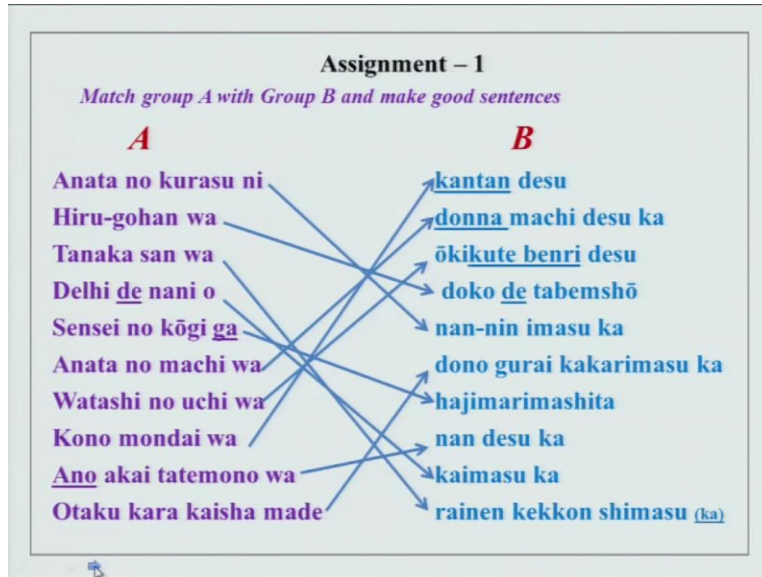 Assignment – 1
Match group A with Group B and make good sentences
A B
Anata no kurasu ni kantan desu
Hiru-gohan wa donna machi desu ka
Tanaka san wa ōkikute benri desu
Delhi de nani o doko de tabemshō
Sensei no kōgi ga nan-nin imasu ka
Anata no machi wa dono gurai kakarimasu ka
Watashi no uchi wa hajimarimashita
Kono mondai wa nan desu ka
Ano akai tatemono wa kaimasu ka
Otaku kara kaisha made rainen kekkon shimasu (ka)